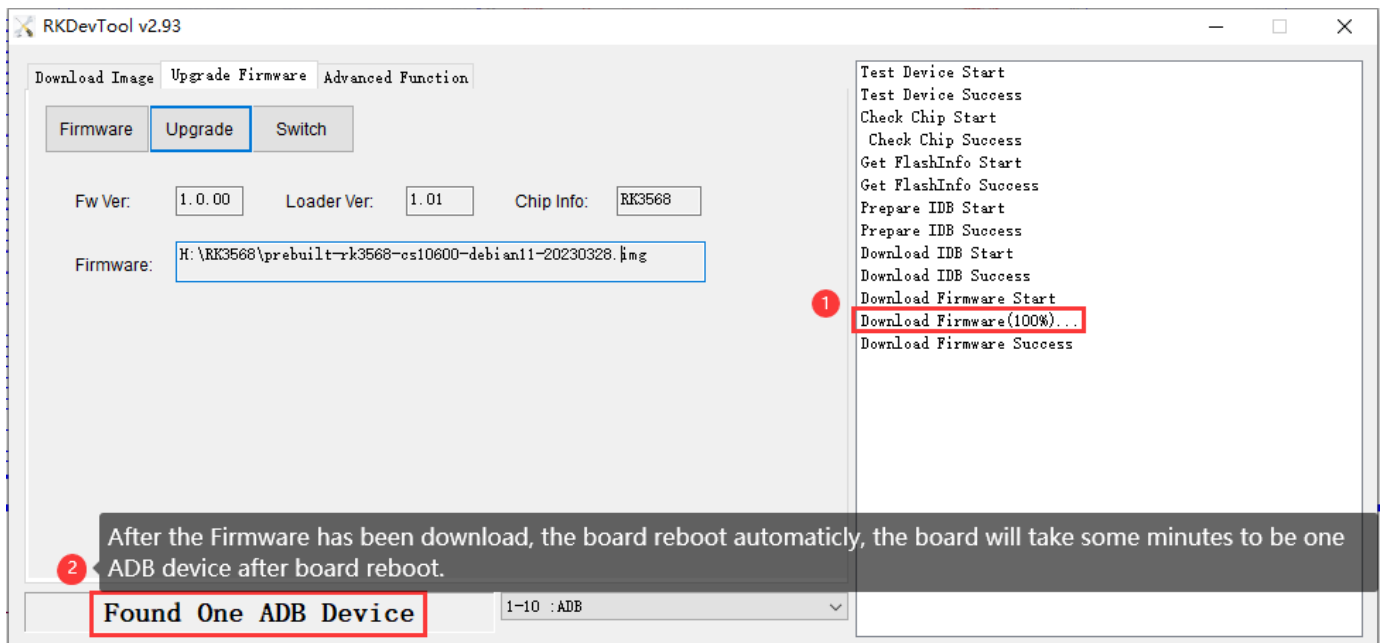 RKDevTool v2.93
Download Image Upgrade Firmware Advanced Function
Firmware Upgrade Switch
Fw Ver: 1.0.00 Loader Ver: 1.01 Chip Info: RK3568
Firmware: H:\RK3568\prebuilt-rk3568-cs10600-debian11-20230328.img
Test Device Start
Test Device Success
Check Chip Start
Check Chip Success
Get FlashInfo Start
Get FlashInfo Success
Prepare IDB Start
Prepare IDB Success
Download IDB Start
Download IDB Success
Download Firmware Start
1
Download Firmware(100%)...
Download Firmware Success
After the Firmware has been download, the board reboot automaticly, the board will take some minutes to be one
2 ADB device after board reboot.
Found One ADB Device
1-10 :ADB